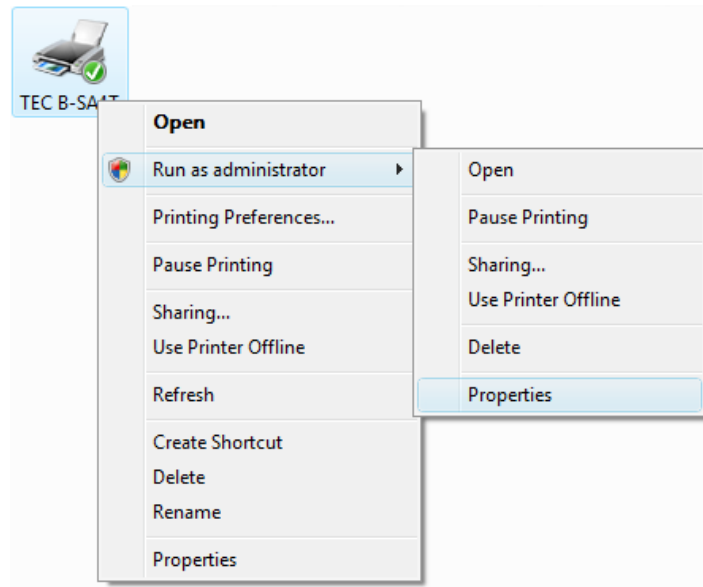 TEC B-SA4T
Open
Run as administrator
Printing Preferences...
Pause Printing
Sharing...
Use Printer Offline
Refresh
Create Shortcut
Delete
Rename
Properties
Open
Pause Printing
Sharing...
Use Printer Offline
Delete
Properties